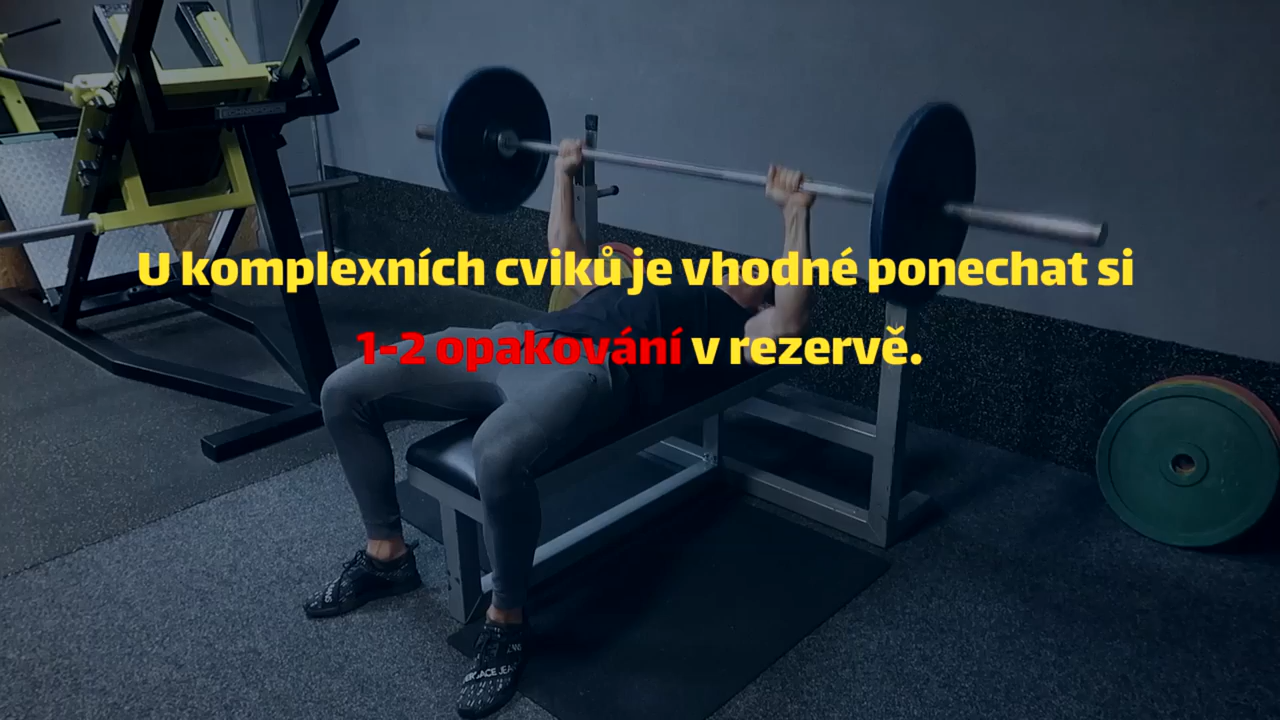 U komplexních cviků je vhodné ponechat si
1-2 opakování v rezervě.